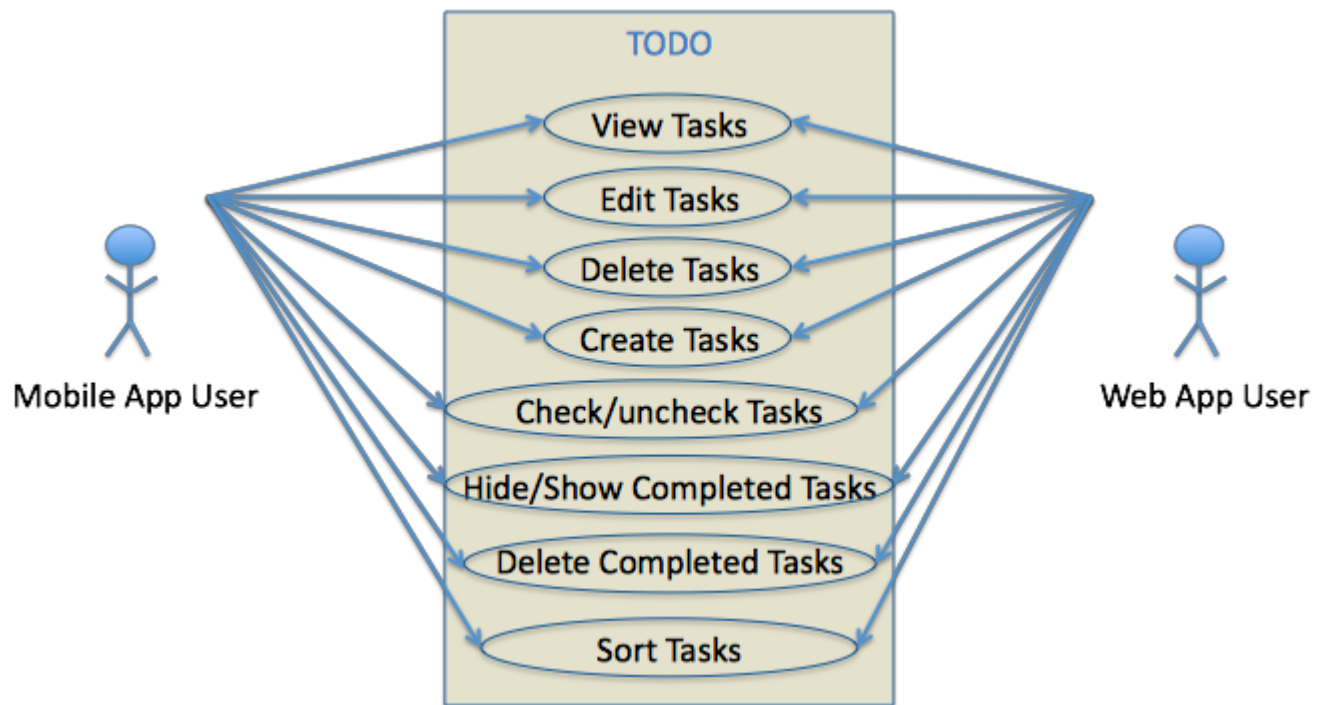 TODO
View Tasks
Edit Tasks
Delete Tasks
Create Tasks
Mobile App User
Web App User
Check/uncheck Tasks
Hide/Show Completed Tasks
Delete Completed Tasks
Sort Tasks